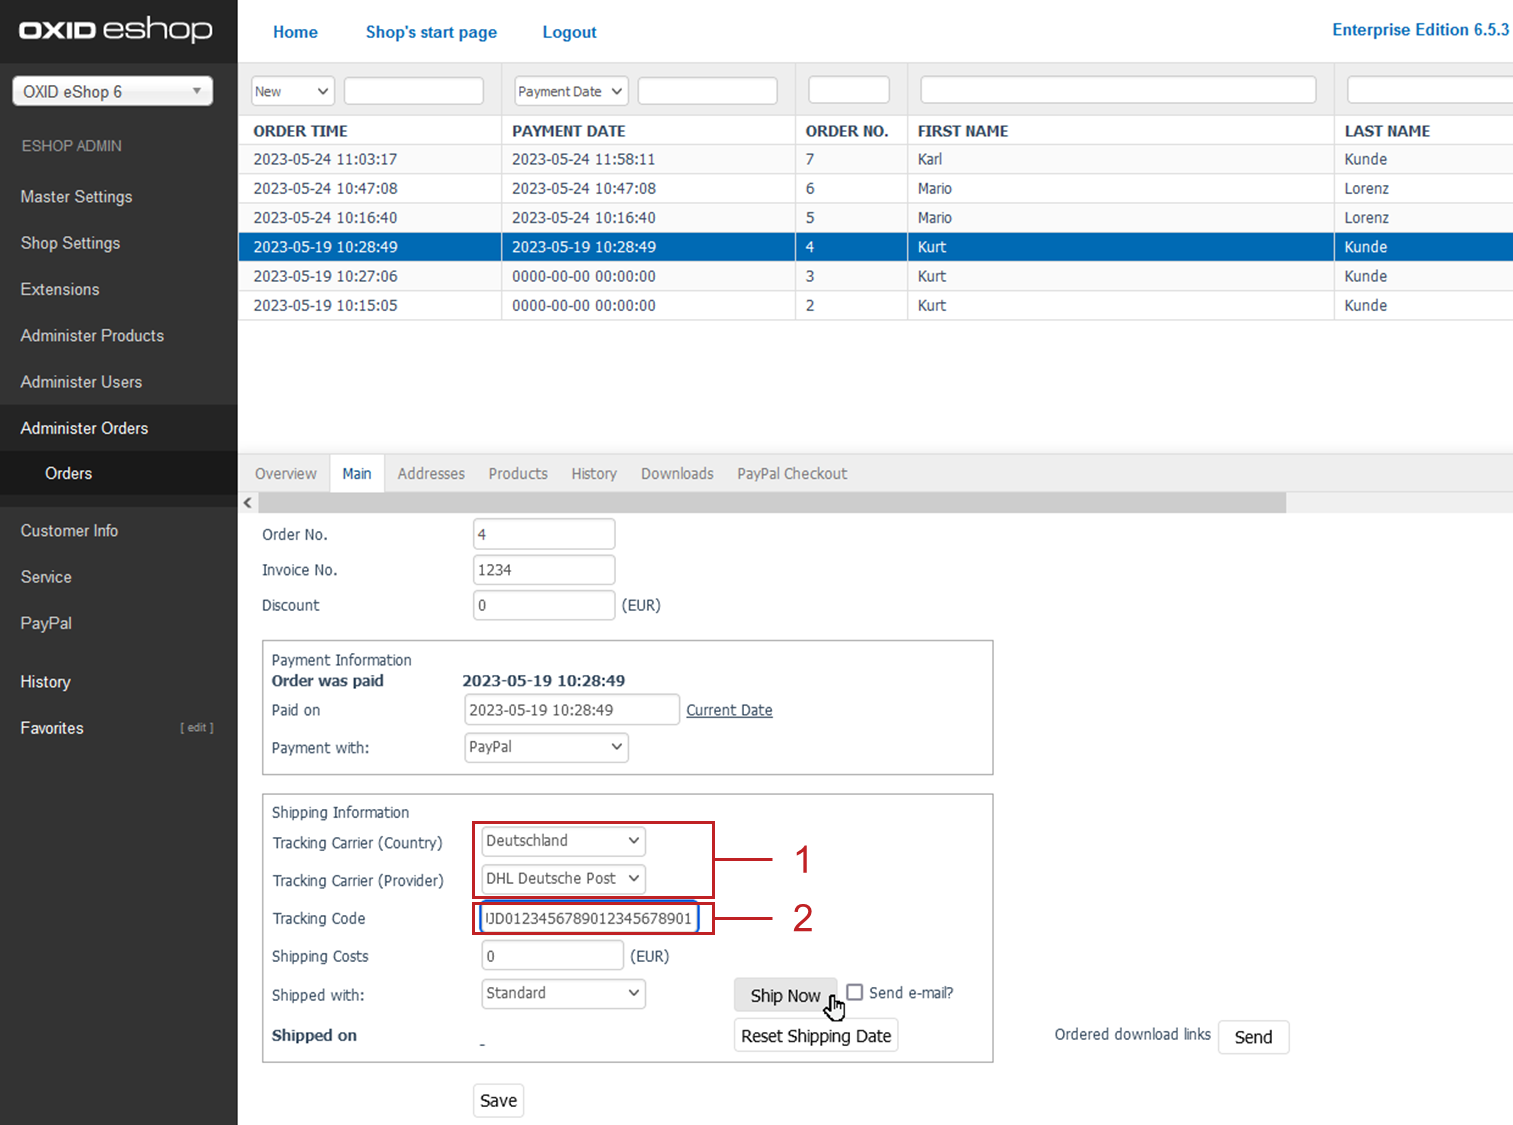 OXID eshop
Home Shop's start page Logout
Enterprise Edition 6.5.3
OXID eShop 6
ESHOP ADMIN
Master Settings
Shop Settings
Extensions
Administer Products
Administer Users
Administer Orders
Orders
Customer Info
Service
PayPal
History
Favorites [ edit ]
New Payment Date
ORDER TIME PAYMENT DATE ORDER NO. FIRST NAME LAST NAME
2023-05-24 11:03:17 2023-05-24 11:58:11 7 Karl Kunde
2023-05-24 10:47:08 2023-05-24 10:47:08 6 Mario Lorenz
2023-05-24 10:16:40 2023-05-24 10:16:40 5 Mario Lorenz
2023-05-19 10:28:49 2023-05-19 10:28:49 4 Kurt Kunde
2023-05-19 10:27:06 0000-00-00 00:00:00 3 Kurt Kunde
2023-05-19 10:15:05 0000-00-00 00:00:00 2 Kurt Kunde
Overview Main Addresses Products History Downloads PayPal Checkout
Order No. 4
Invoice No. 1234
Discount 0 (EUR)
Payment Information
Order was paid 2023-05-19 10:28:49
Paid on 2023-05-19 10:28:49 Current Date
Payment with: PayPal
Shipping Information
Tracking Carrier (Country) Deutschland
1
Tracking Carrier (Provider) DHL Deutsche Post
Tracking Code JD0123456789012345678901 2
Shipping Costs 0 (EUR)
Shipped with: Standard Ship Now Send e-mail?
Shipped on - Reset Shipping Date
Ordered download links Send
Save